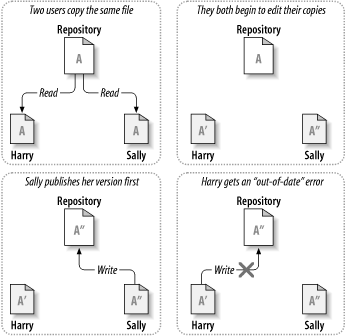 Two users copy the same file
Repository
A
Read Read
A A
Harry Sally
They both begin to edit their copies
Repository
A
A' A"
Harry Sally
Sally publishes her version first
Repository
A"
Write
A' A"
Harry Sally
Harry gets an “out-of-date” error
Repository
A"
Write
A' A"
Harry Sally